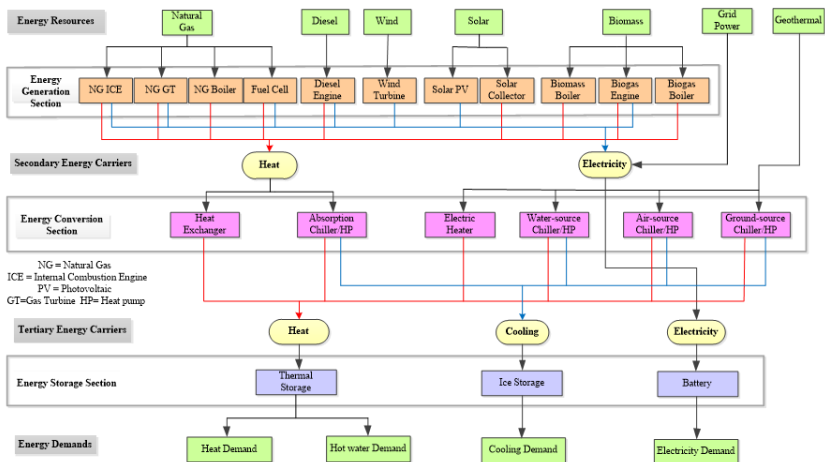 Energy Resources
Natural
Gas
Diesel
Wind
Solar
Biomass
Grid
Power
Geothermal
Energy
Generation
Section
NG ICE
NG GT
NG Boiler
Fuel Cell
Diesel
Engine
Wind
Turbine
Solar PV
Solar
Collector
Biomass
Boiler
Biogas
Engine
Biogas
Boiler
Secondary Energy Carriers
Heat
Electricity
Energy Conversion
Section
Heat
Exchanger
Absorption
Chiller/HP
Electric
Heater
Water-source
Chiller/HP
Air-source
Chiller/HP
Ground-source
Chiller/HP
NG = Natural Gas
ICE = Internal Combustion Engine
PV = Photovoltaic
GT=Gas Turbine HP= Heat pump
Tertiary Energy Carriers
Heat
Cooling
Electricity
Energy Storage Section
Thermal
Storage
Ice Storage
Battery
Energy Demands
Heat Demand
Hot water Demand
Cooling Demand
Electricity Demand